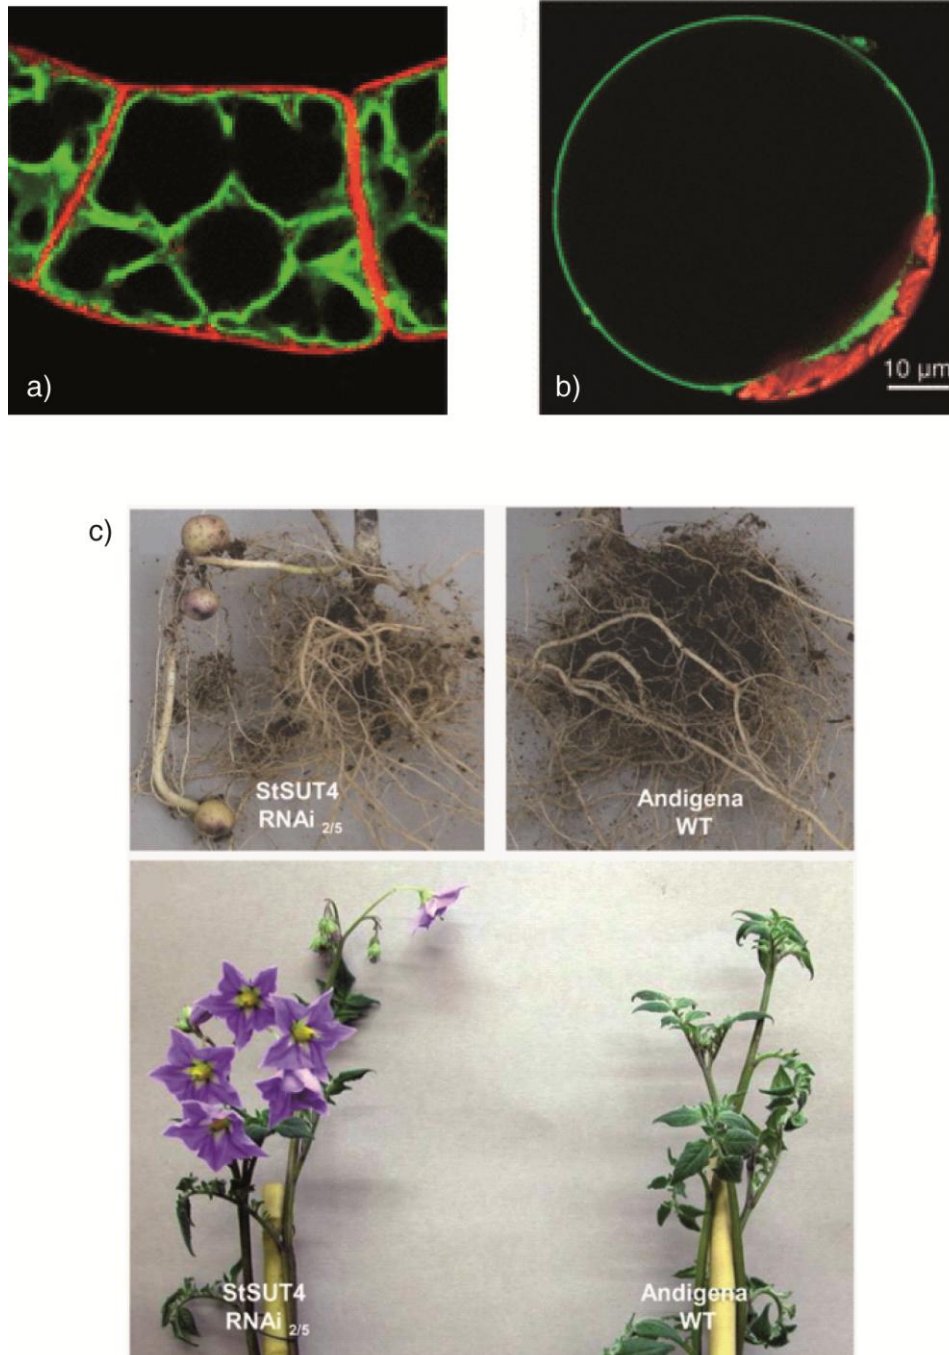 a)
b)
10 µm
c)
StSUT4
RNAi 2/5
Andigena
WT
StSUT4
RNAi 2/5
Andigena
WT